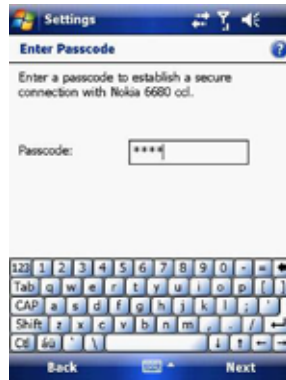 Settings
Enter Passcode
Enter a passcode to establish a secure
connection with Nokia 6680 ccl.
Passcode: ****
123 1 2 3 4 5 6 7 8 9 0 - =
Tab q w e r t y u i o p [ ]
CAP a s d f g h j k l ; '
Shift z x c v b n m , . /
Ctl áü ` \
Back Next